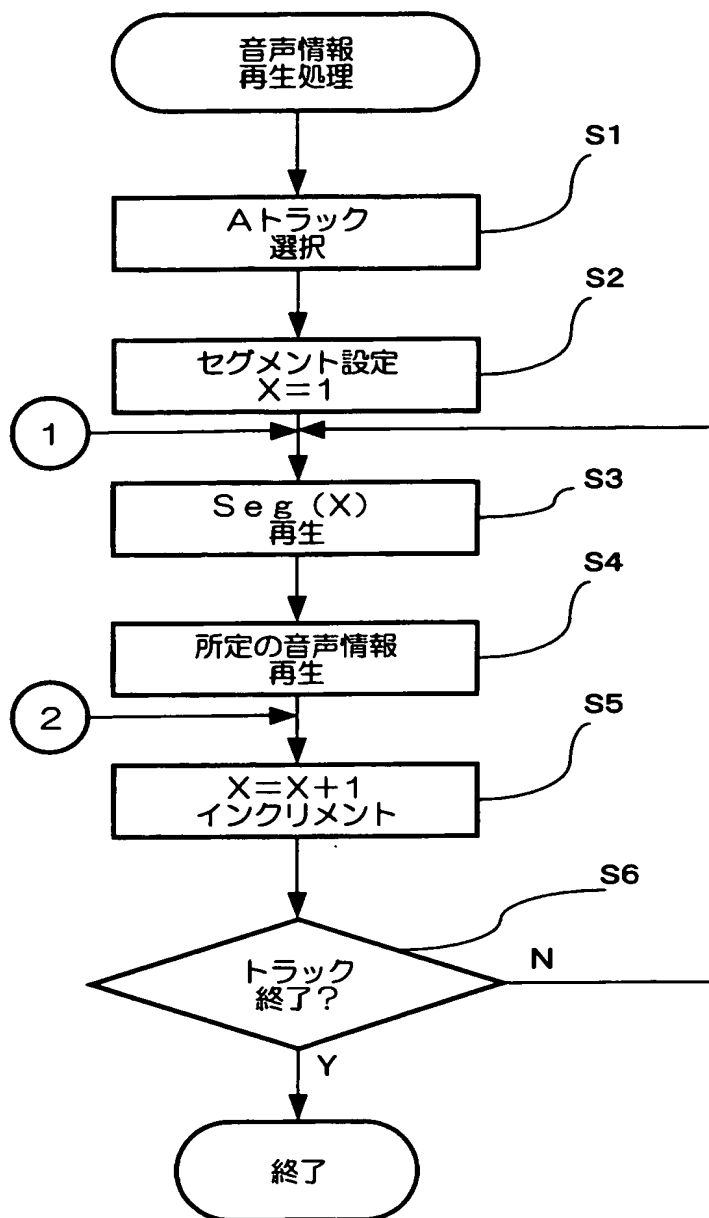 音声情報
再生処理
S1
Aトラック
選択
S2
セグメント設定
X=1
1
S3
Seg(X)
再生
S4
所定の音声情報
再生
2
S5
X=X+1
インクリメント
S6
トラック
終了?
N
Y
終了